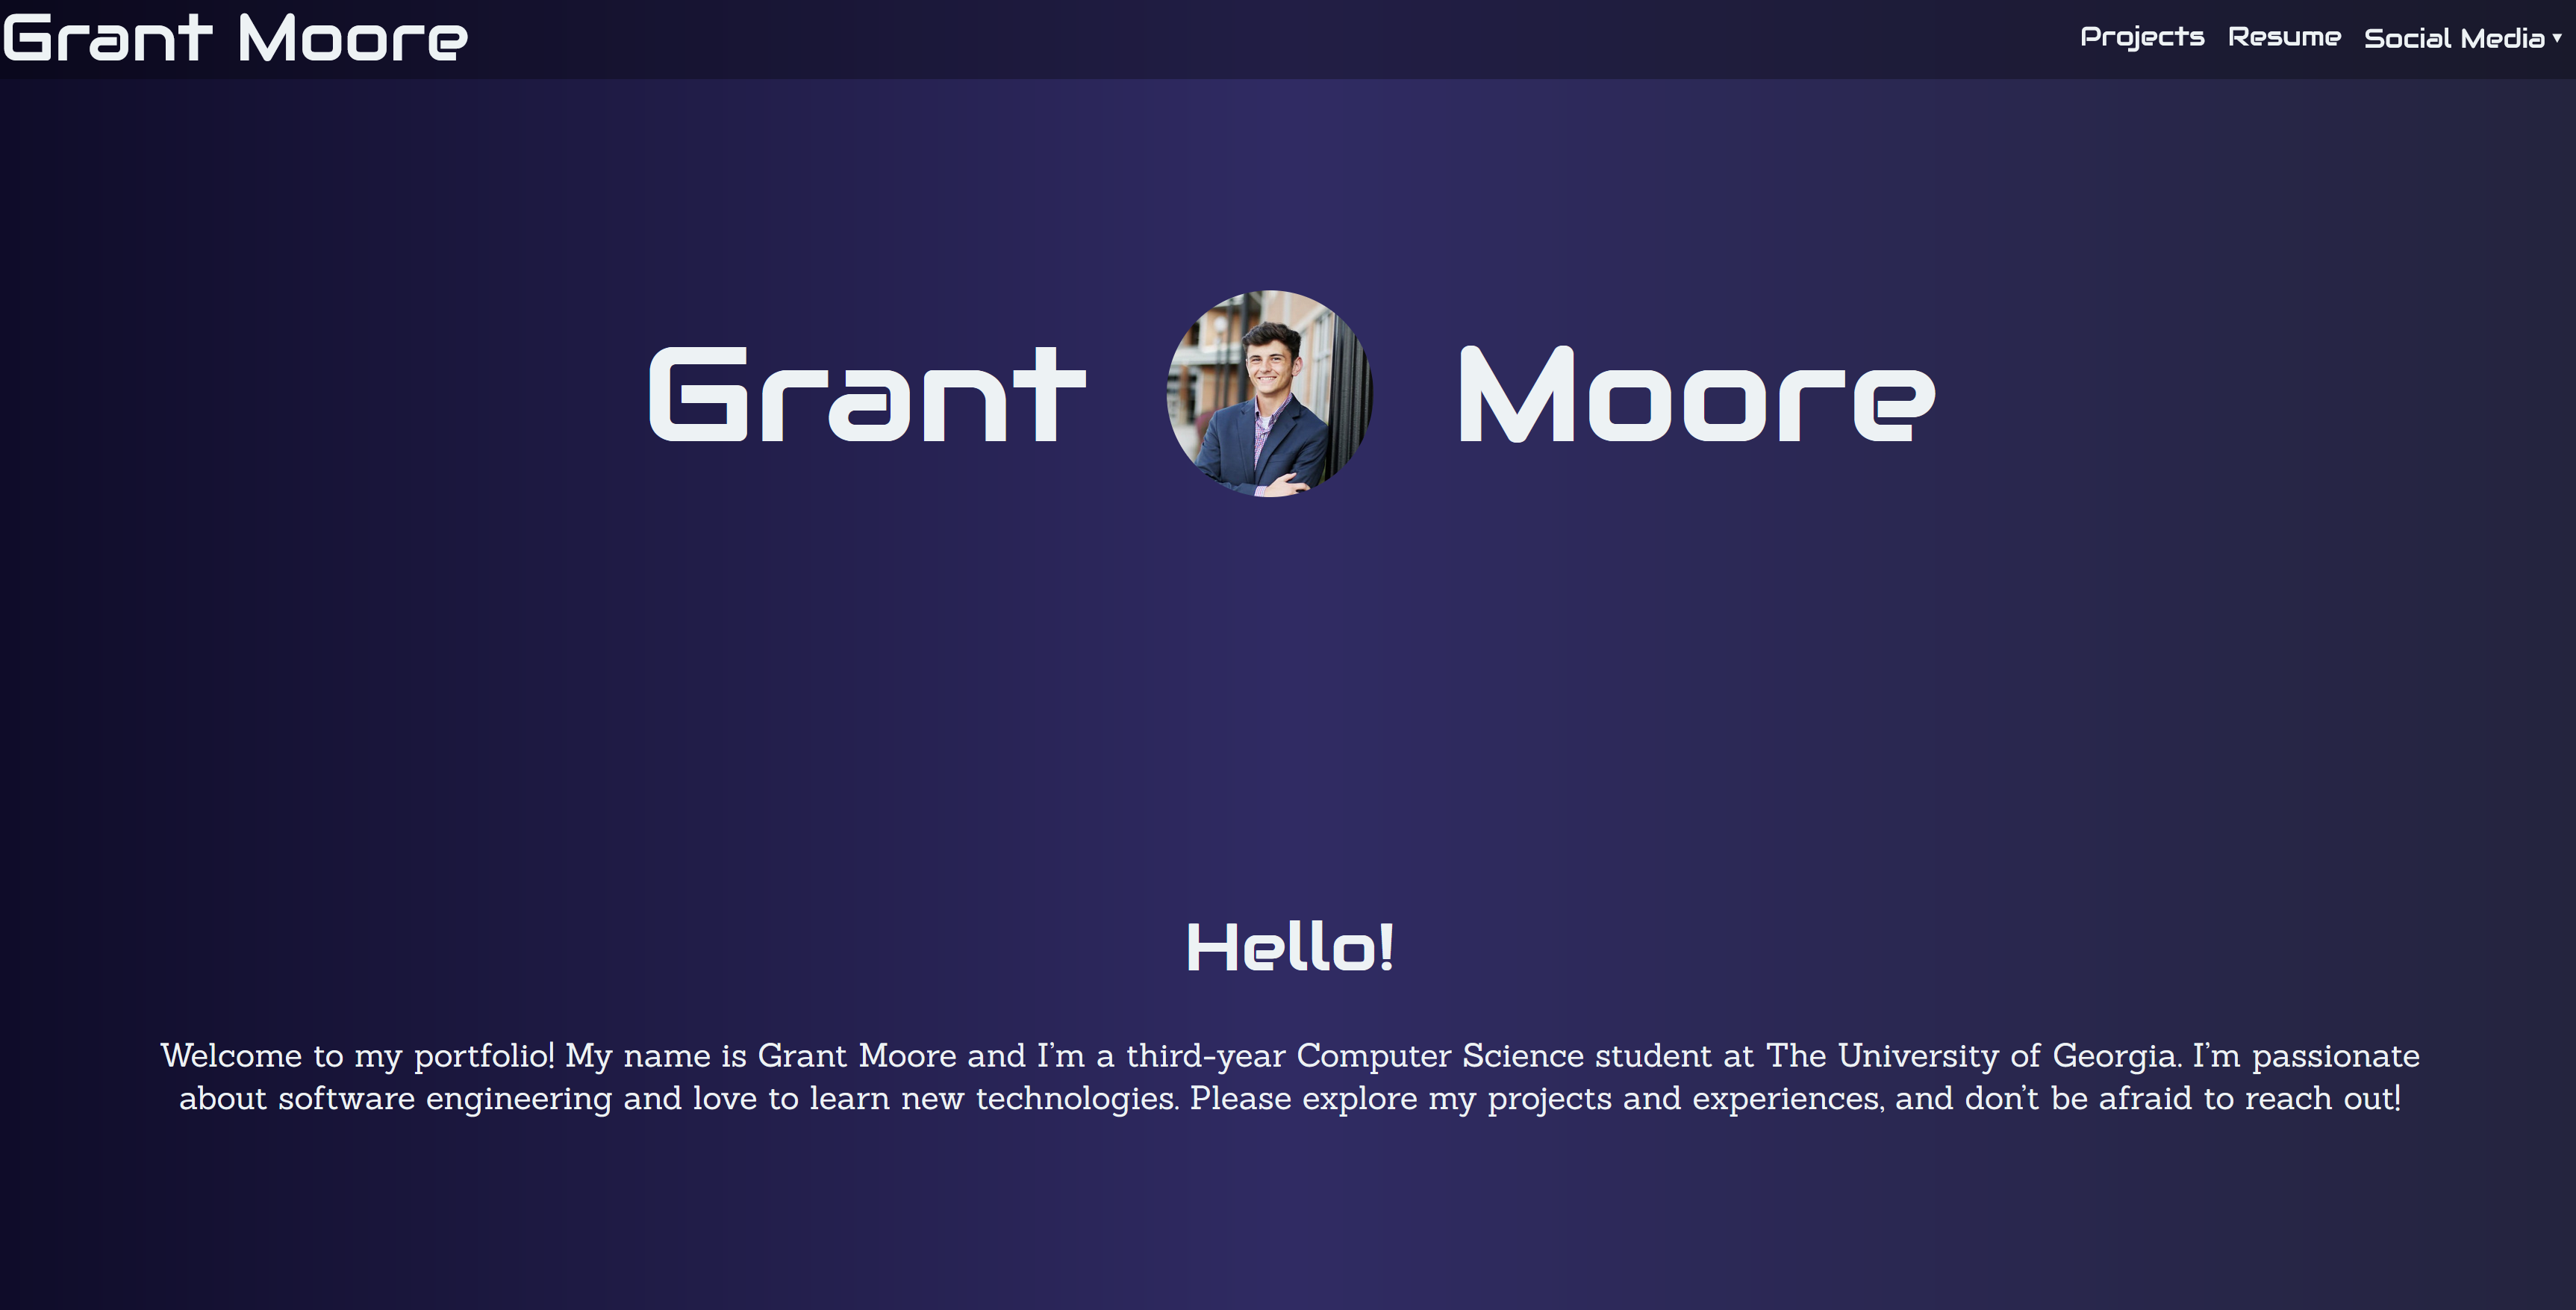 Grant Moore
Projects Resume Social Media ▾
Grant Moore
Hello!
Welcome to my portfolio! My name is Grant Moore and I'm a third-year Computer Science student at The University of Georgia. I'm passionate
about software engineering and love to learn new technologies. Please explore my projects and experiences, and don't be afraid to reach out!